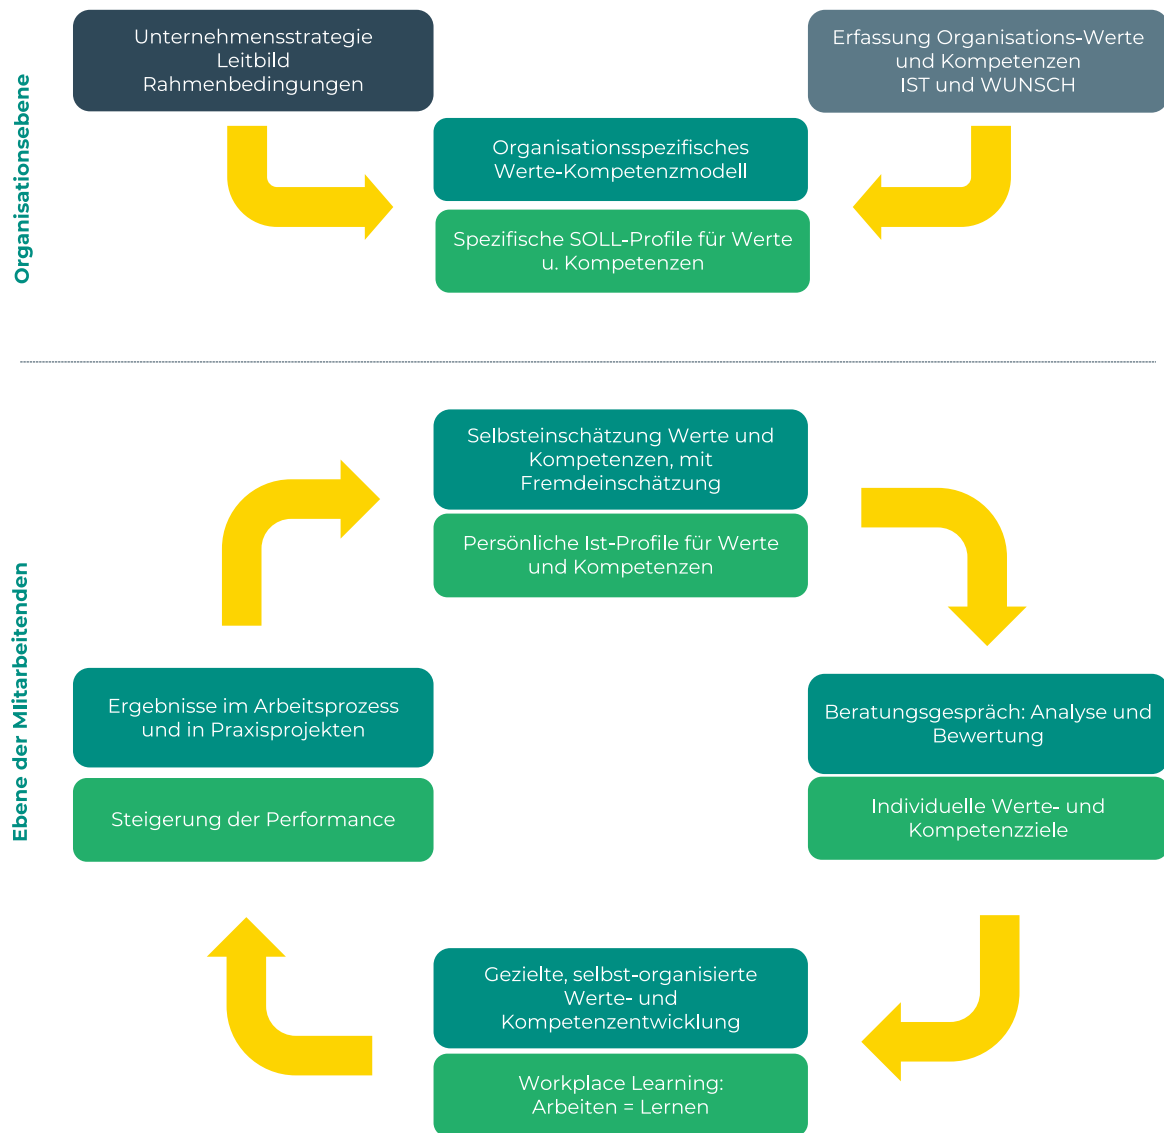 Organisationsebene
Unternehmensstrategie
Leitbild
Rahmenbedingungen
Erfassung Organisations-Werte
und Kompetenzen
IST und WUNSCH
Organisationsspezifisches
Werte-Kompetenzmodell
Spezifische SOLL-Profile für Werte
u. Kompetenzen
Ebene der MIitarbeitenden
Selbsteinschätzung Werte und
Kompetenzen, mit
Fremdeinschätzung
Persönliche Ist-Profile für Werte
und Kompetenzen
Ergebnisse im Arbeitsprozess
und in Praxisprojekten
Steigerung der Performance
Beratungsgespräch: Analyse und
Bewertung
Individuelle Werte- und
Kompetenzziele
Gezielte, selbst-organisierte
Werte- und
Kompetenzentwicklung
Workplace Learning:
Arbeiten = Lernen